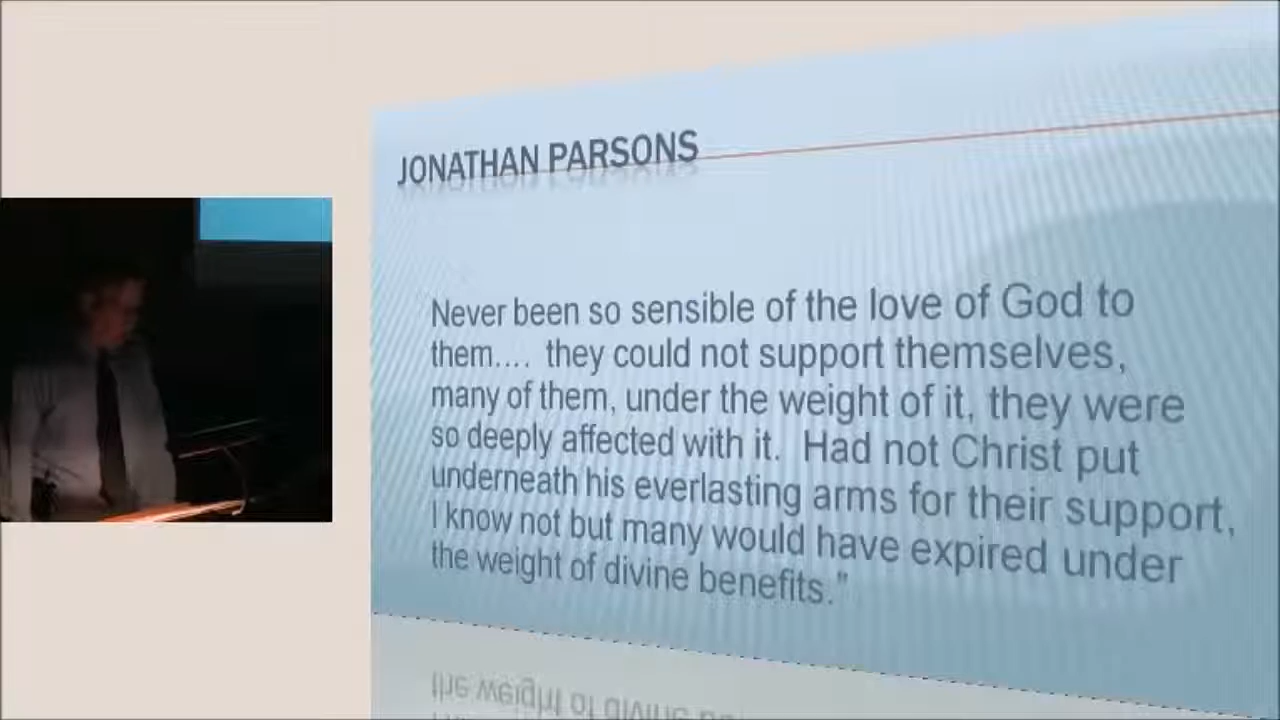 JONATHAN PARSONS
Never been so sensible of the love of God to
them.... they could not support themselves,
many of them, under the weight of it, they were
so deeply affected with it.  Had not Christ put
underneath his everlasting arms for their support,
I know not but many would have expired under
the weight of divine benefits."